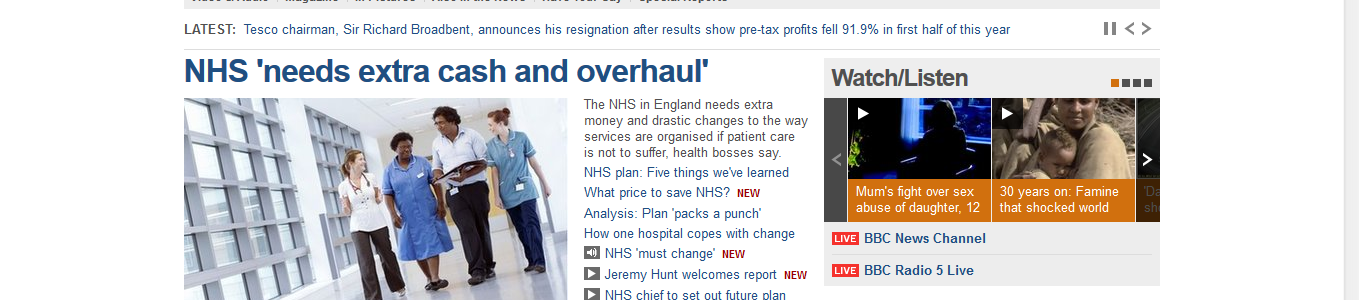 LATEST: Tesco chairman, Sir Richard Broadbent, announces his resignation after results show pre-tax profits fell 91.9% in first half of this year
NHS 'needs extra cash and overhaul'
The NHS in England needs extra
money and drastic changes to the way
services are organised if patient care
is not to suffer, health bosses say.
NHS plan: Five things we've learned
What price to save NHS? NEW
Analysis: Plan 'packs a punch'
How one hospital copes with change
NHS 'must change' NEW
Jeremy Hunt welcomes report NEW
NHS chief to set out future plan
Watch/Listen
Mum's fight over sex
abuse of daughter, 12
30 years on: Famine
that shocked world
LIVE BBC News Channel
LIVE BBC Radio 5 Live